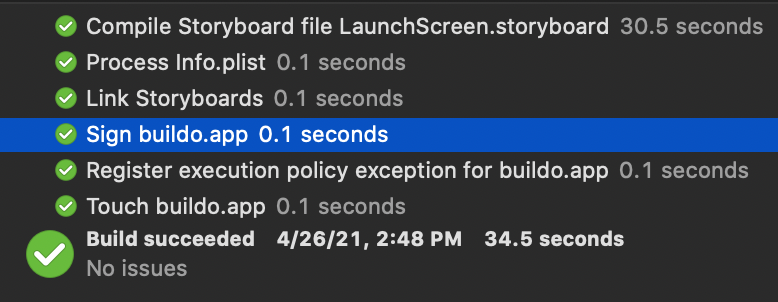 Compile Storyboard file LaunchScreen.storyboard 30.5 seconds
Process Info.plist 0.1 seconds
Link Storyboards 0.1 seconds
Sign buildo.app 0.1 seconds
Register execution policy exception for buildo.app 0.1 seconds
Touch buildo.app 0.1 seconds
Build succeeded 4/26/21, 2:48 PM 34.5 seconds
No issues